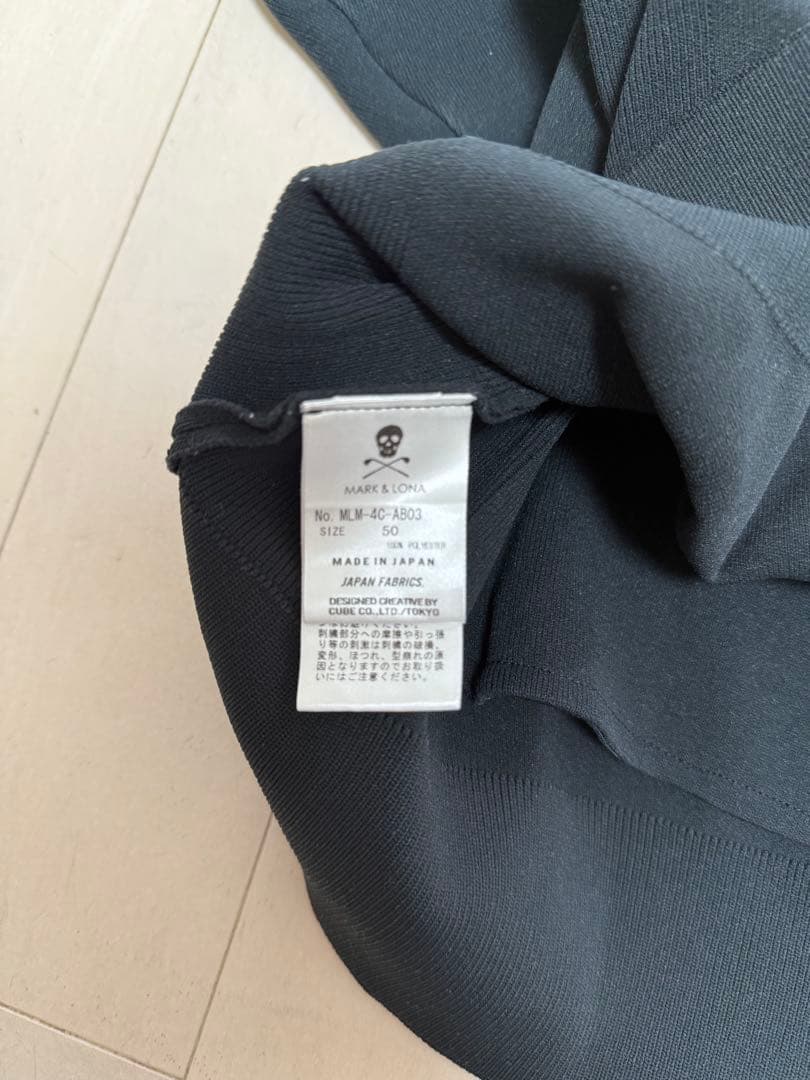 MARK & LONA
No. MLM-4C-AB03
SIZE 50
100% POLYESTER
MADE IN JAPAN
JAPAN FABRICS.
DESIGNED CREATIVE BY
CUBE CO.,LTD./TOKYO
刺繍部分への摩擦や引っ張
り等の刺激は刺繍の破損、
変形、ほつれ、型崩れの原
因となりますのでお取り扱
いにはご注意ください。